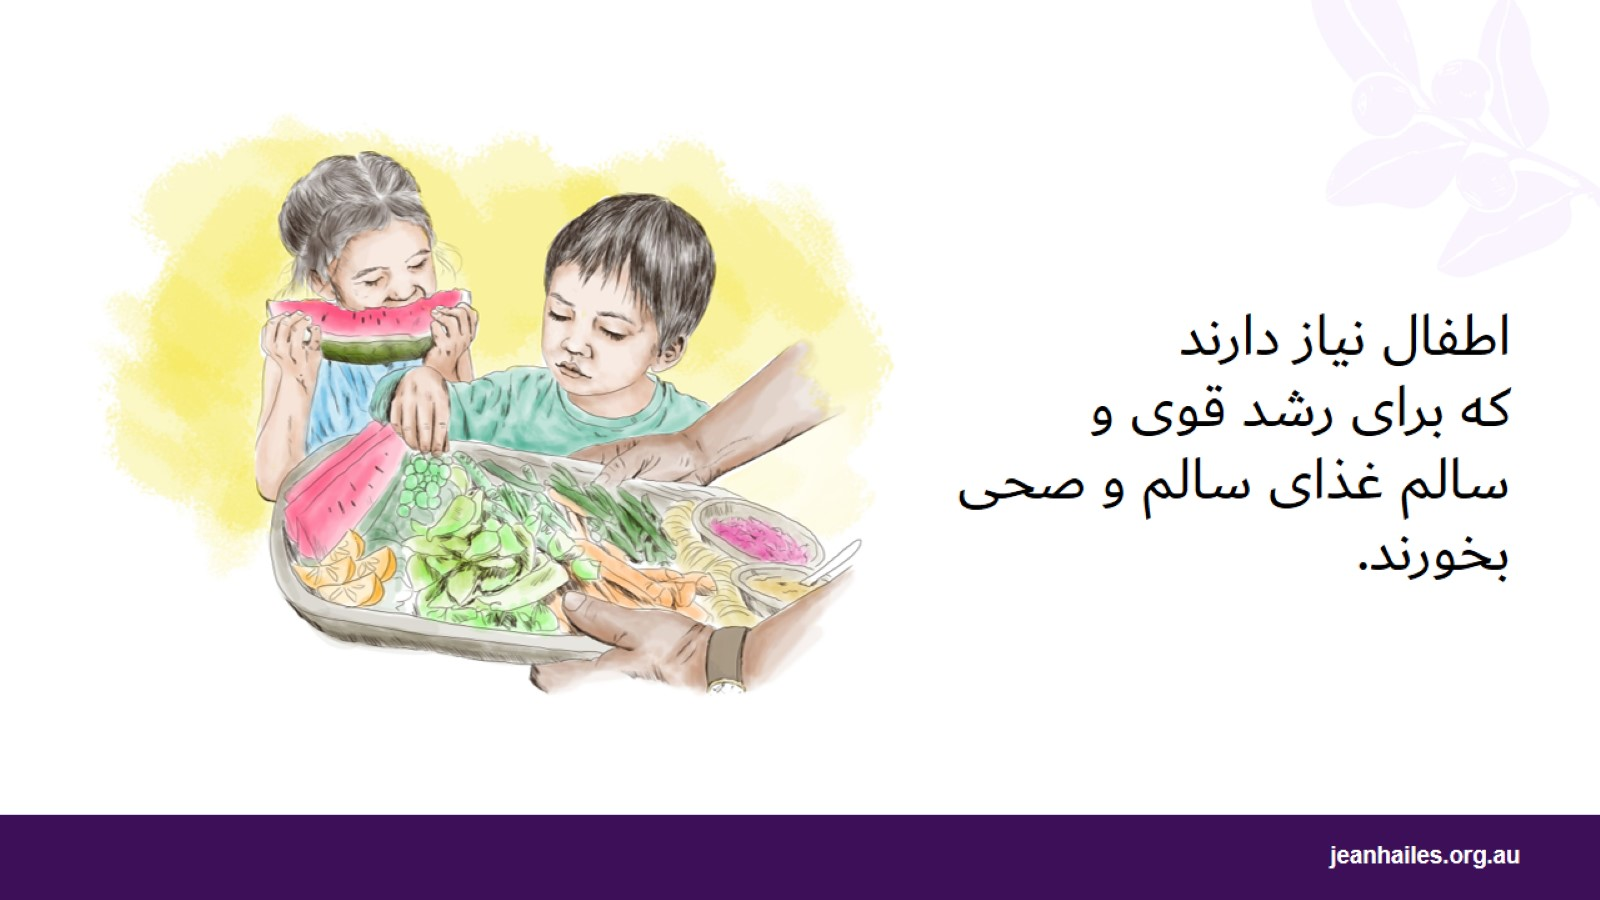 اطفال نیاز دارند
که برای رشد قوی و
سالم غذای سالم و صحی
بخورند.
jeanhailes.org.au